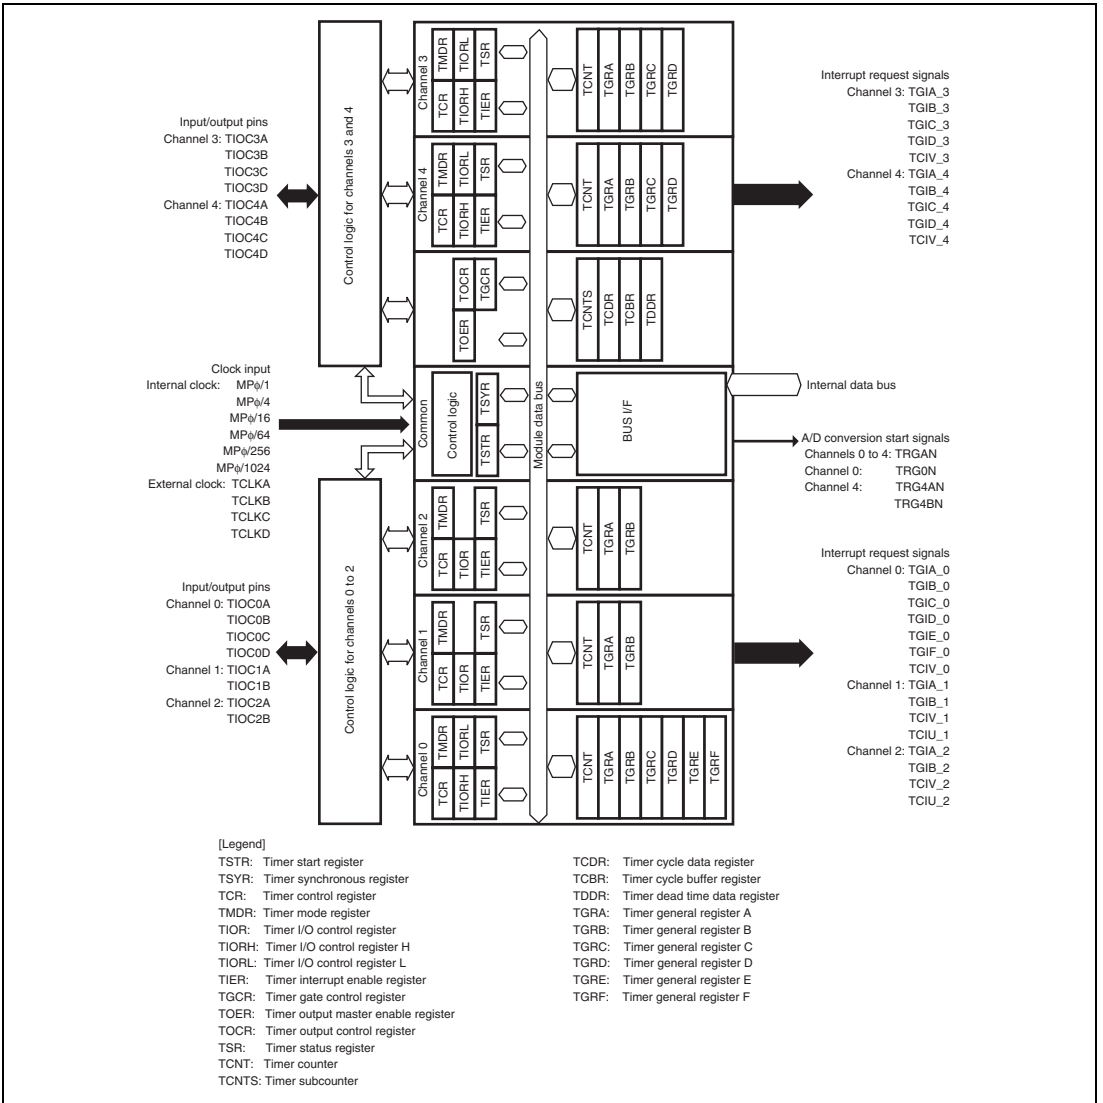 Input/output pins
Channel 3: TIOC3A
TIOC3B
TIOC3C
TIOC3D
Channel 4: TIOC4A
TIOC4B
TIOC4C
TIOC4D
Clock input
Internal clock: MPφ/1
MPφ/4
MPφ/16
MPφ/64
MPφ/256
MPφ/1024
External clock: TCLKA
TCLKB
TCLKC
TCLKD
Input/output pins
Channel 0: TIOC0A
TIOC0B
TIOC0C
TIOC0D
Channel 1: TIOC1A
TIOC1B
Channel 2: TIOC2A
TIOC2B
Control logic for channels 3 and 4
Control logic for channels 0 to 2
Channel 3
TMDR
TIORL
TSR
TCR
TIORH
TIER
TCNT
TGRA
TGRB
TGRC
TGRD
Channel 4
TMDR
TIORL
TSR
TCR
TIORH
TIER
TCNT
TGRA
TGRB
TGRC
TGRD
TOCR
TGCR
TOER
TCNTS
TCDR
TCBR
TDDR
Common
Control logic
TSYR
TSTR
Module data bus
BUS I/F
Channel 2
TMDR
TSR
TCR
TIOR
TIER
TCNT
TGRA
TGRB
Channel 1
TMDR
TSR
TCR
TIOR
TIER
TCNT
TGRA
TGRB
Channel 0
TMDR
TIORL
TSR
TCR
TIORH
TIER
TCNT
TGRA
TGRB
TGRC
TGRD
TGRE
TGRF
Interrupt request signals
Channel 3: TGIA_3
TGIB_3
TGIC_3
TGID_3
TCIV_3
Channel 4: TGIA_4
TGIB_4
TGIC_4
TGID_4
TCIV_4
Internal data bus
A/D conversion start signals
Channels 0 to 4: TRGAN
Channel 0: TRG0N
Channel 4: TRG4AN
TRG4BN
Interrupt request signals
Channel 0: TGIA_0
TGIB_0
TGIC_0
TGID_0
TGIE_0
TGIF_0
TCIV_0
Channel 1: TGIA_1
TGIB_1
TCIV_1
TCIU_1
Channel 2: TGIA_2
TGIB_2
TCIV_2
TCIU_2
[Legend]
TSTR: Timer start register
TSYR: Timer synchronous register
TCR: Timer control register
TMDR: Timer mode register
TIOR: Timer I/O control register
TIORH: Timer I/O control register H
TIORL: Timer I/O control register L
TIER: Timer interrupt enable register
TGCR: Timer gate control register
TOER: Timer output master enable register
TOCR: Timer output control register
TSR: Timer status register
TCNT: Timer counter
TCNTS: Timer subcounter
TCDR: Timer cycle data register
TCBR: Timer cycle buffer register
TDDR: Timer dead time data register
TGRA: Timer general register A
TGRB: Timer general register B
TGRC: Timer general register C
TGRD: Timer general register D
TGRE: Timer general register E
TGRF: Timer general register F